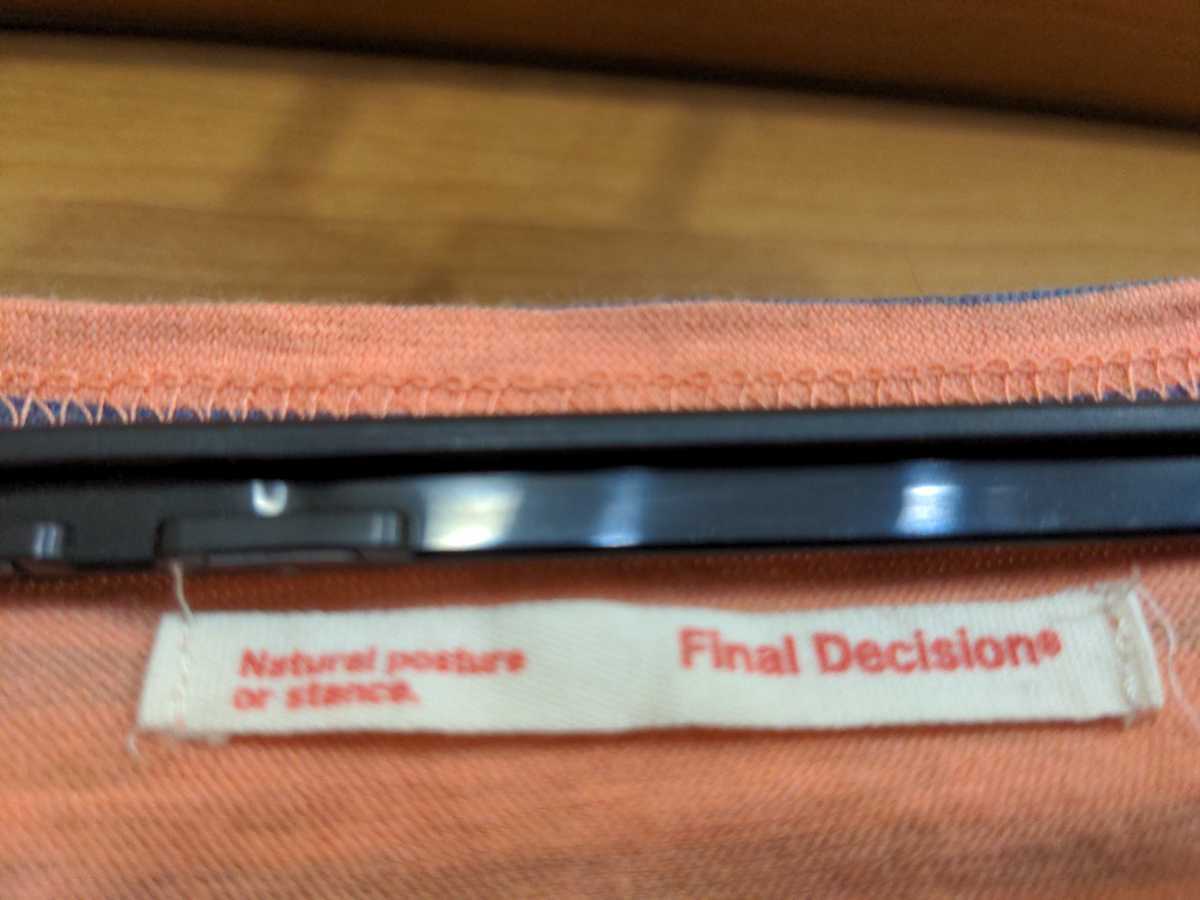 Natural posture
or stance.
Final Decision®